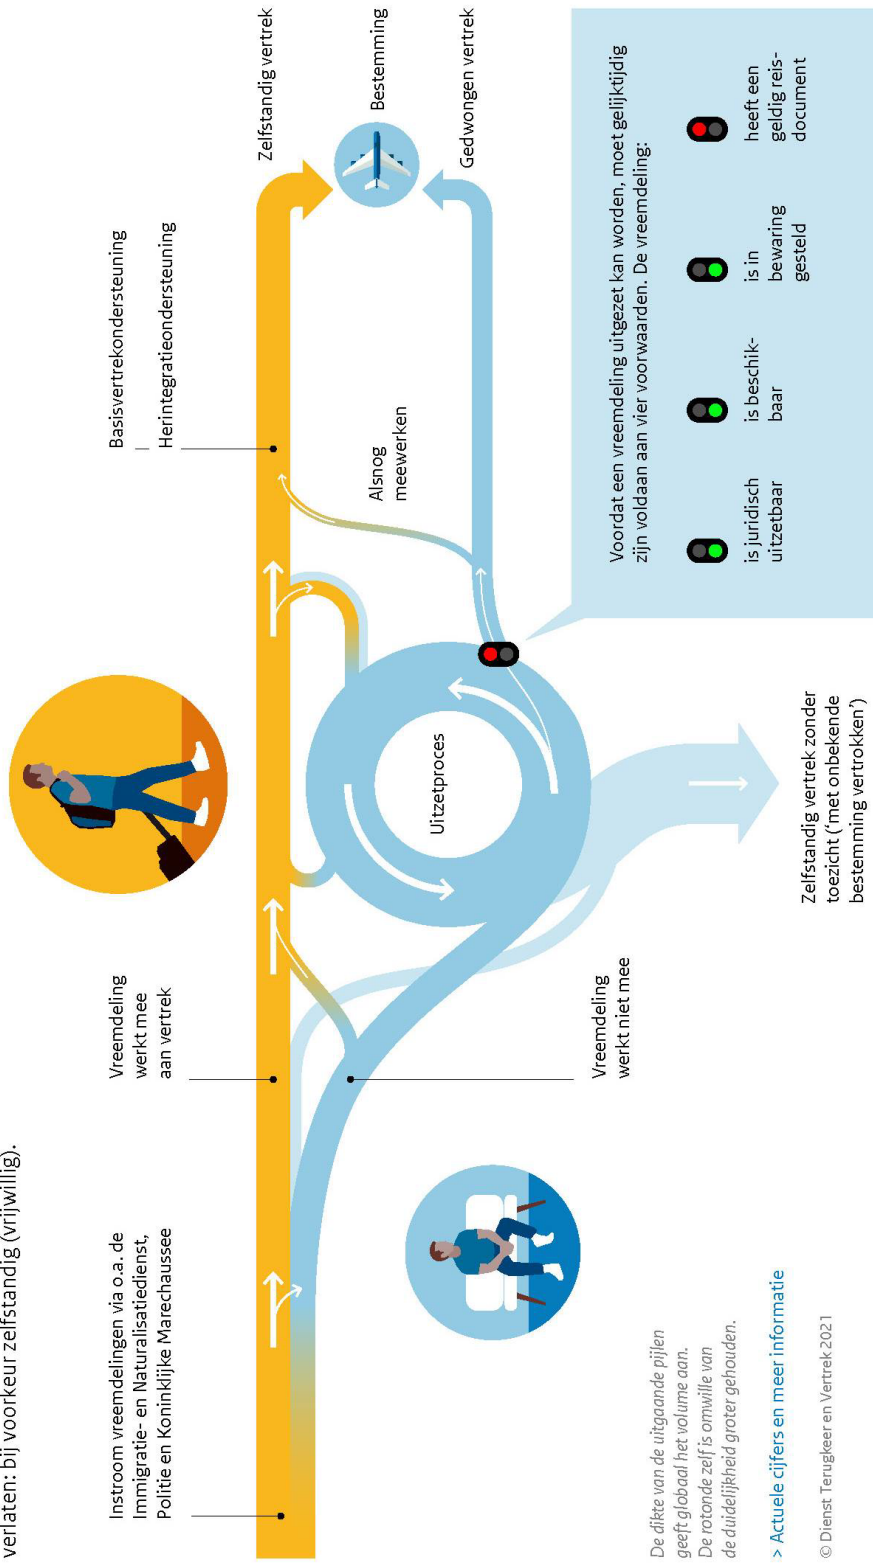 verlaten: bij voorkeur zelfstandig (vrijwillig).
Instroom vreemdelingen via o.a. de
Immigratie- en Naturalisatiedienst,
Politie en Koninklijke Marechaussee
Vreemdeling
werkt mee
aan vertrek
Basisvertrekondersteuning
Herintegratieondersteuning
Zelfstandig vertrek
Bestemming
Gedwongen vertrek
Alsnog
meewerken
Uitzetproces
Vreemdeling
werkt niet mee
Voordat een vreemdeling uitgezet kan worden, moet gelijktijdig
zijn voldaan aan vier voorwaarden. De vreemdeling:
is juridisch
uitzetbaar
is beschik-
baar
is in
bewaring
gesteld
heeft een
geldig reis-
document
Zelfstandig vertrek zonder
toezicht (‘met onbekende
bestemming vertrokken’)
De dikte van de uitgaande pijlen
geeft globaal het volume aan.
De rotonde zelf is omwille van
de duidelijkheid groter gehouden.
> Actuele cijfers en meer informatie
© Dienst Terugkeer en Vertrek 2021